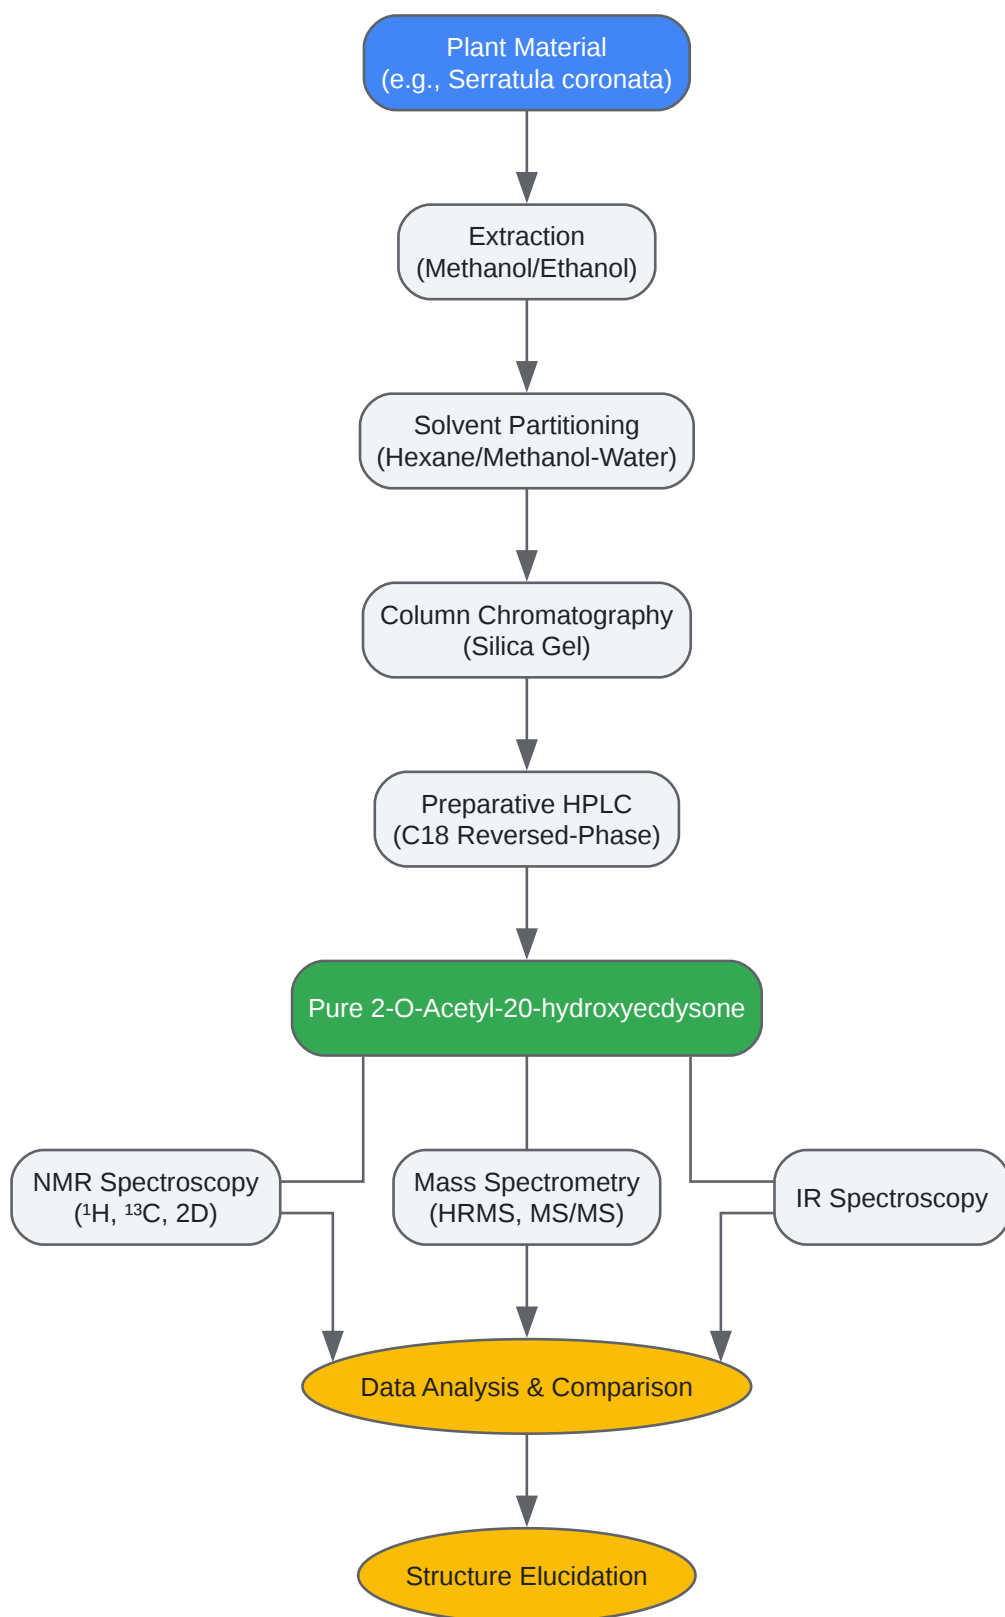 Plant Material
(e.g., Serratula coronata)
Extraction
(Methanol/Ethanol)
Solvent Partitioning
(Hexane/Methanol-Water)
Column Chromatography
(Silica Gel)
Preparative HPLC
(C18 Reversed-Phase)
Pure 2-O-Acetyl-20-hydroxyecdysone
NMR Spectroscopy
(¹H, ¹³C, 2D)
Mass Spectrometry
(HRMS, MS/MS)
IR Spectroscopy
Data Analysis & Comparison
Structure Elucidation